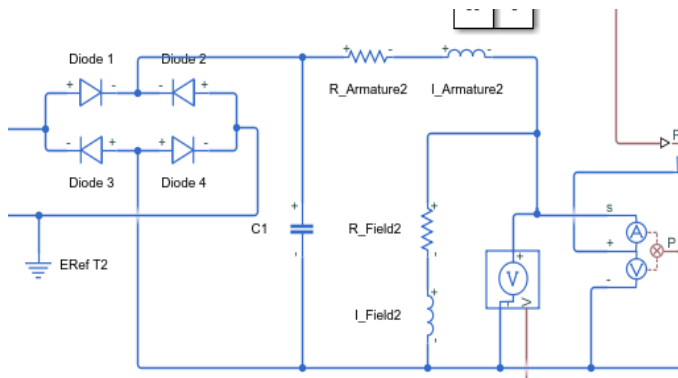 Diode 1
Diode 2
+
-
-
+
+
-
R_Armature2
+
-
I_Armature2
-
+
+
-
Diode 3
Diode 4
+
C1
-
+
R_Field2
-
ERef T2
+
I_Field2
-
+
V
-
V
s
A
+
V
-
P